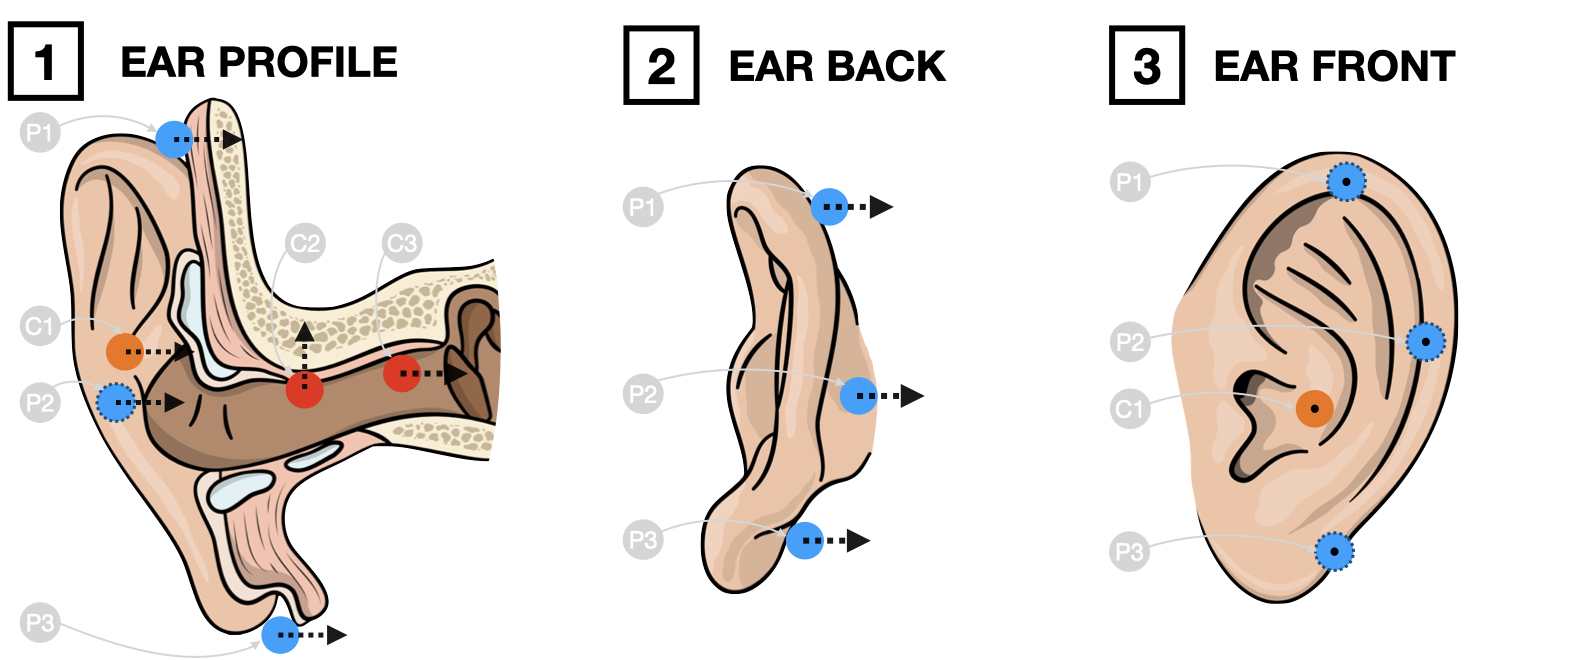 1 EAR PROFILE
P1
C2 C3
C1
P2
P3
2 EAR BACK
P1
P2
P3
3 EAR FRONT
P1
P2
C1
P3